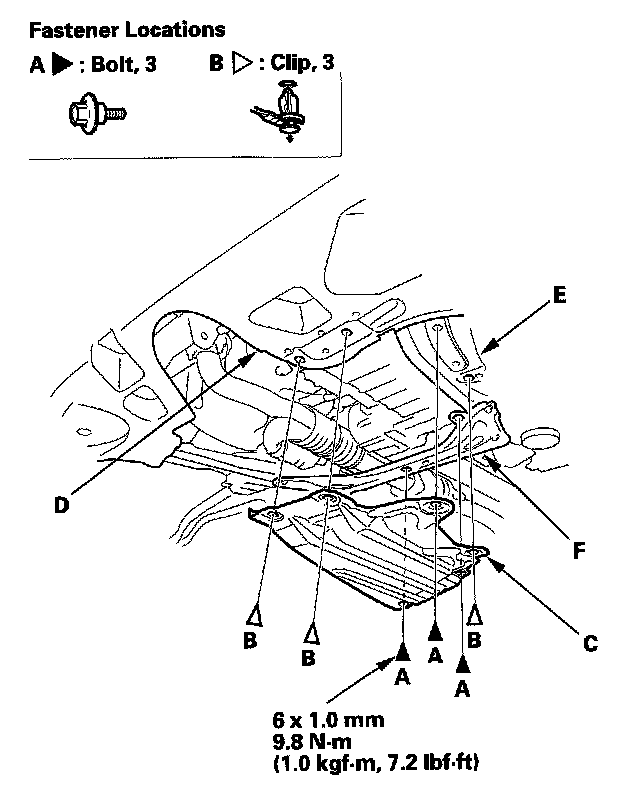 Fastener Locations
A ▶ : Bolt, 3
B ▷ : Clip, 3
E
D
F
C
B
B
A
A
A
B
6 x 1.0 mm
9.8 N·m
(1.0 kgf·m, 7.2 lbf·ft)